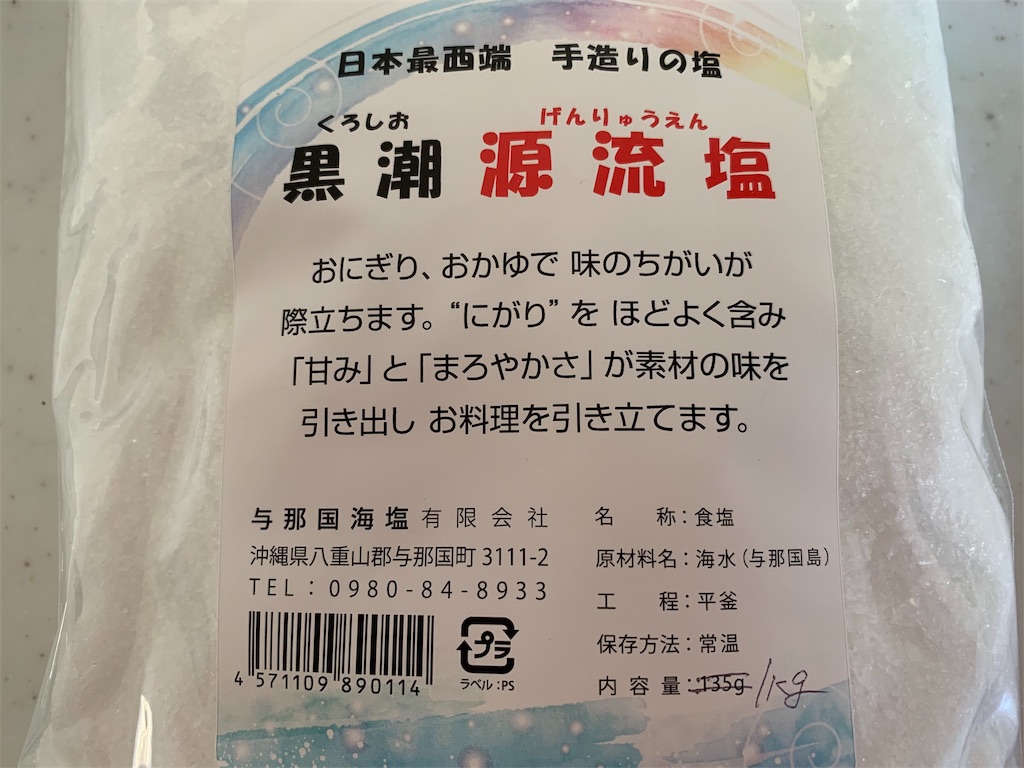 日本最西端 手造りの塩
くろしお げんりゅうえん
黒潮 源流塩
おにぎり、おかゆで 味のちがいが
際立ちます。“にがり” を ほどよく含み
「甘み」と「まろやかさ」が素材の味を
引き出し お料理を引き立てます。
与那国海塩有限会社
沖縄県八重山郡与那国町 3111-2
TEL：0980-84-8933
4 571109 890114
プラ
ラベル：PS
名 称：食塩
原材料名：海水（与那国島）
工 程：平釜
保存方法：常温
内 容 量：135g 1kg